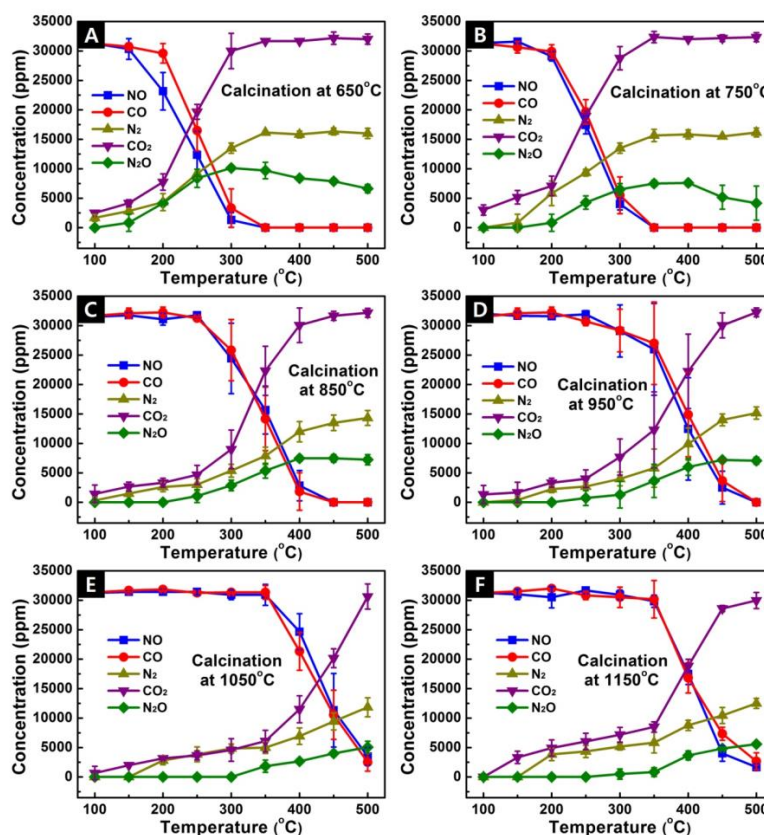 A
Concentration (ppm)
35000
30000
25000
20000
15000
10000
5000
0
NO
CO
N₂
CO₂
N₂O
Calcination at 650°C
100 200 300 400 500
Temperature (°C)
B
Concentration (ppm)
35000
30000
25000
20000
15000
10000
5000
0
NO
CO
N₂
CO₂
N₂O
Calcination
at 750°C
100 200 300 400 500
Temperature (°C)
C
Concentration (ppm)
35000
30000
25000
20000
15000
10000
5000
0
NO
CO
N₂
CO₂
N₂O
Calcination
at 850°C
100 200 300 400 500
Temperature (°C)
D
Concentration (ppm)
35000
30000
25000
20000
15000
10000
5000
0
NO
CO
N₂
CO₂
N₂O
Calcination
at 950°C
100 200 300 400 500
Temperature (°C)
E
Concentration (ppm)
35000
30000
25000
20000
15000
10000
5000
0
NO
CO
N₂
CO₂
N₂O
Calcination
at 1050°C
100 200 300 400 500
Temperature (°C)
F
Concentration (ppm)
35000
30000
25000
20000
15000
10000
5000
0
NO
CO
N₂
CO₂
N₂O
Calcination
at 1150°C
100 200 300 400 500
Temperature (°C)